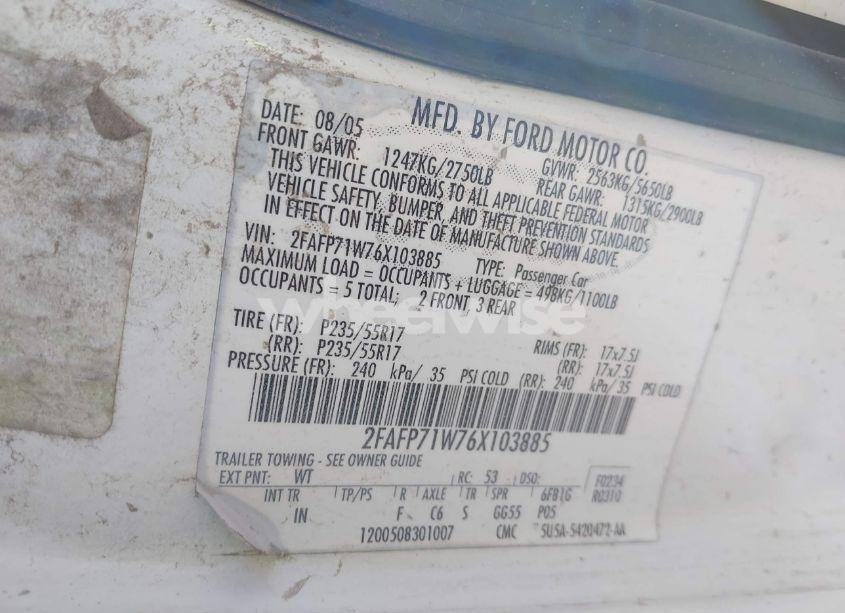 MFD. BY FORD MOTOR CO.
DATE: 08/05 GVWR: 2563KG/5650LB
FRONT GAWR: 1247KG/2750LB REAR GAWR: 1315KG/2900LB
THIS VEHICLE CONFORMS TO ALL APPLICABLE FEDERAL MOTOR
VEHICLE SAFETY, BUMPER, AND THEFT PREVENTION STANDARDS
IN EFFECT ON THE DATE OF MANUFACTURE SHOWN ABOVE
VIN: 2FAFP71W76X103885 TYPE: Passenger Car
MAXIMUM LOAD = OCCUPANTS + LUGGAGE = 498KG/1100LB
OCCUPANTS = 5 TOTAL; 2 FRONT, 3 REAR
wheelwise
TIRE (FR): P235/55R17 RIMS (FR): 17x7.5J
(RR): P235/55R17 (RR): 17x7.5J
PRESSURE (FR): 240 kPa/ 35 PSI COLD (RR): 240 kPa/ 35 PSI COLD
2FAFP71W76X103885
TRAILER TOWING - SEE OWNER GUIDE
EXT PNT: WT RC: 53 DSO: F0234
R0310
INT TR TP/PS R AXLE TR SPR 6FB1G
IN F C6 S GG55 P05
1200508301007 CMC 5U5A-5420472-AA